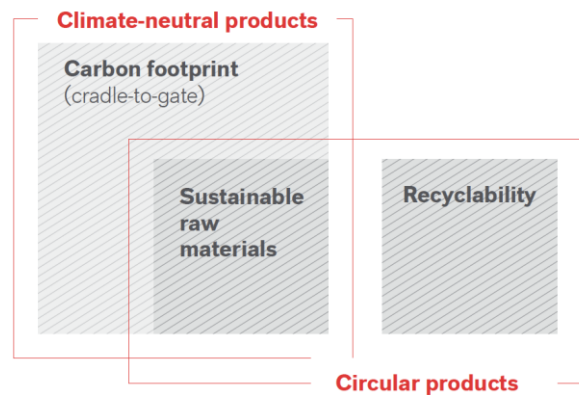 Climate-neutral products
Carbon footprint
(cradle-to-gate)
Sustainable
raw
materials
Recyclability
Circular products